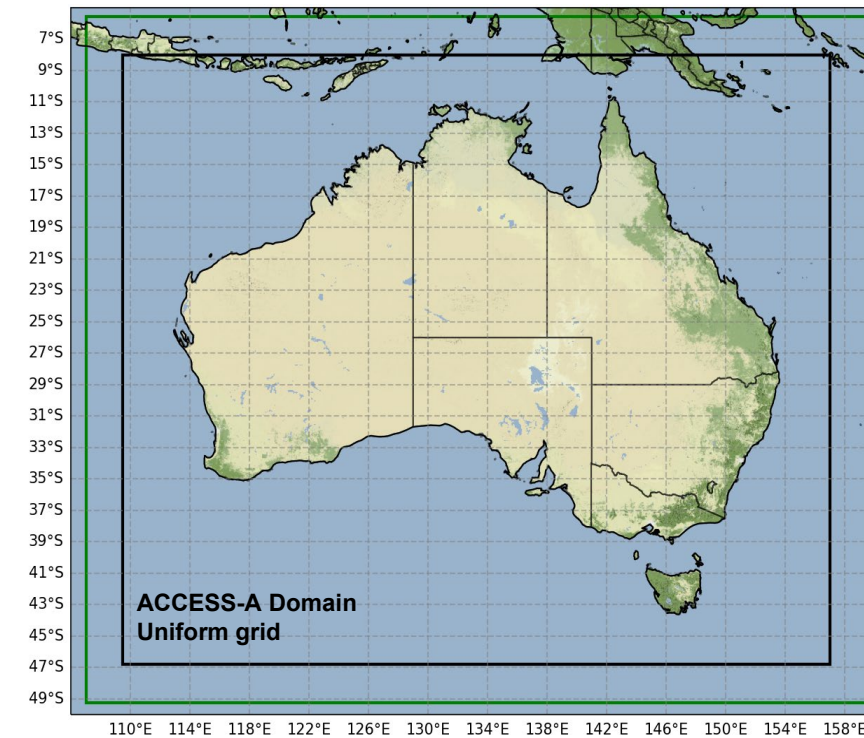 7°S
9°S
11°S
13°S
15°S
17°S
19°S
21°S
23°S
25°S
27°S
29°S
31°S
33°S
35°S
37°S
39°S
41°S
43°S
45°S
47°S
49°S
ACCESS-A Domain
Uniform grid
110°E 114°E 118°E 122°E 126°E 130°E 134°E 138°E 142°E 146°E 150°E 154°E 158°E